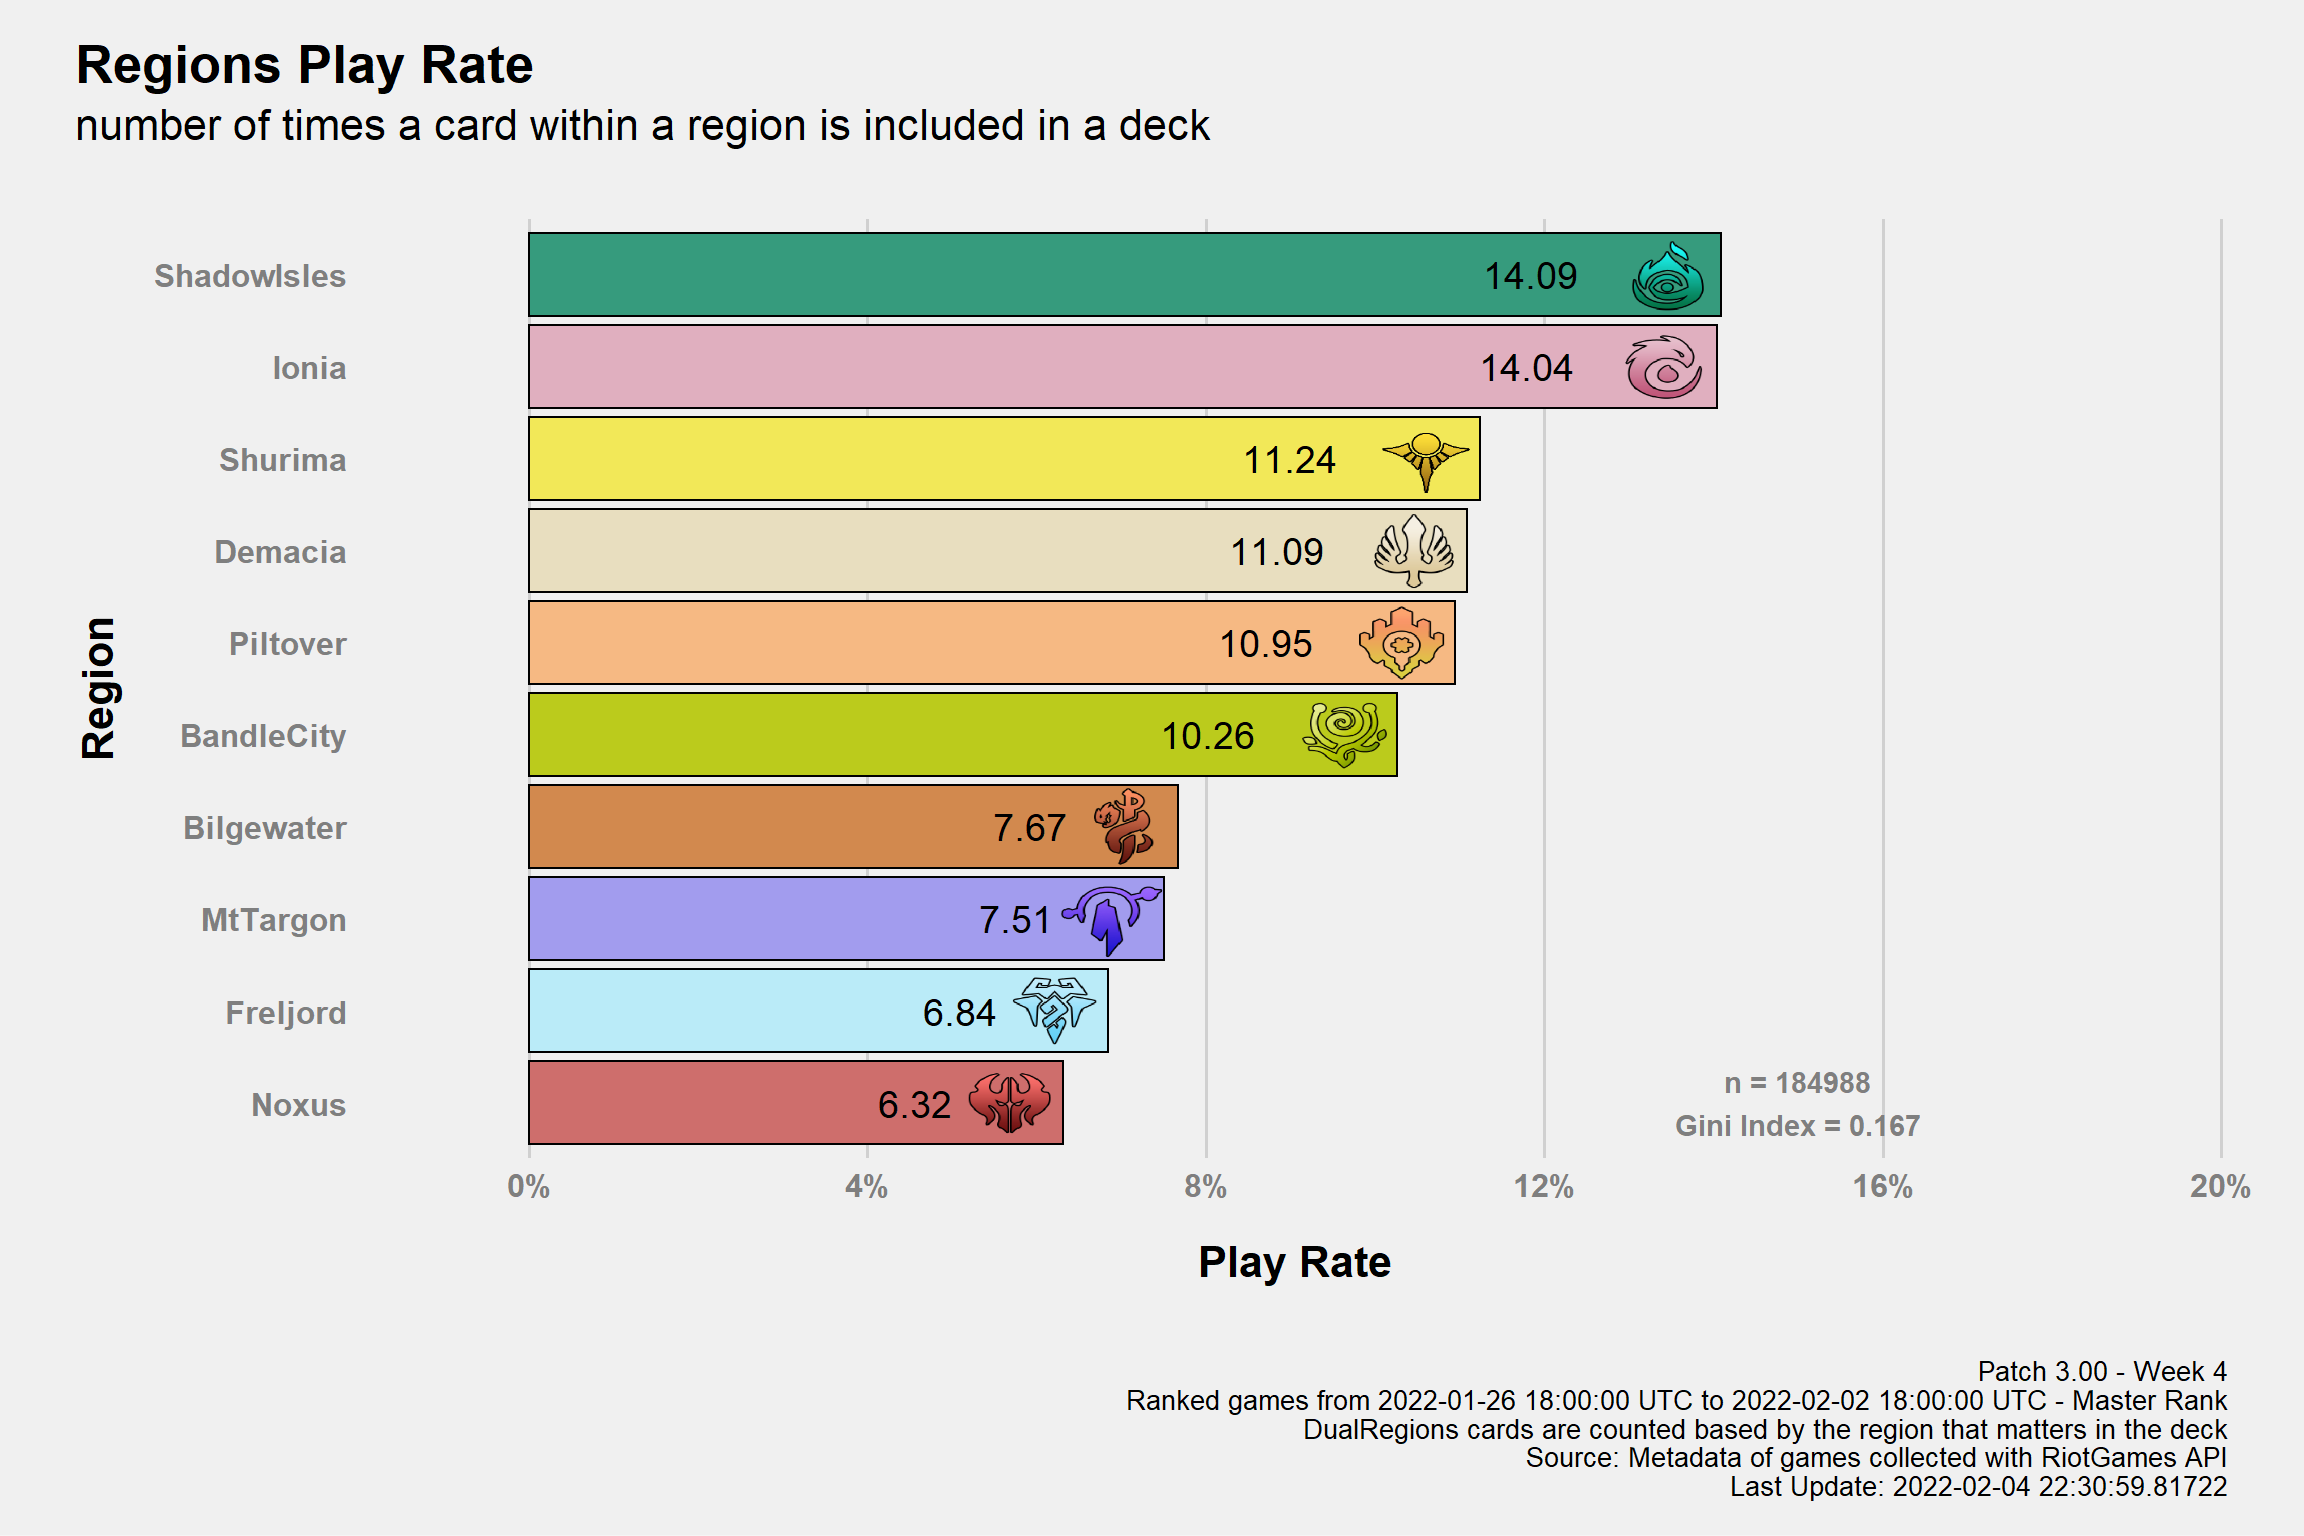 Regions Play Rate
number of times a card within a region is included in a deck
Region
ShadowIsles 14.09
Ionia 14.04
Shurima 11.24
Demacia 11.09
Piltover 10.95
BandleCity 10.26
Bilgewater 7.67
MtTargon 7.51
Freljord 6.84
Noxus 6.32
n = 184988
Gini Index = 0.167
0% 4% 8% 12% 16% 20%
Play Rate
Patch 3.00 - Week 4
Ranked games from 2022-01-26 18:00:00 UTC to 2022-02-02 18:00:00 UTC - Master Rank
DualRegions cards are counted based by the region that matters in the deck
Source: Metadata of games collected with RiotGames API
Last Update: 2022-02-04 22:30:59.81722